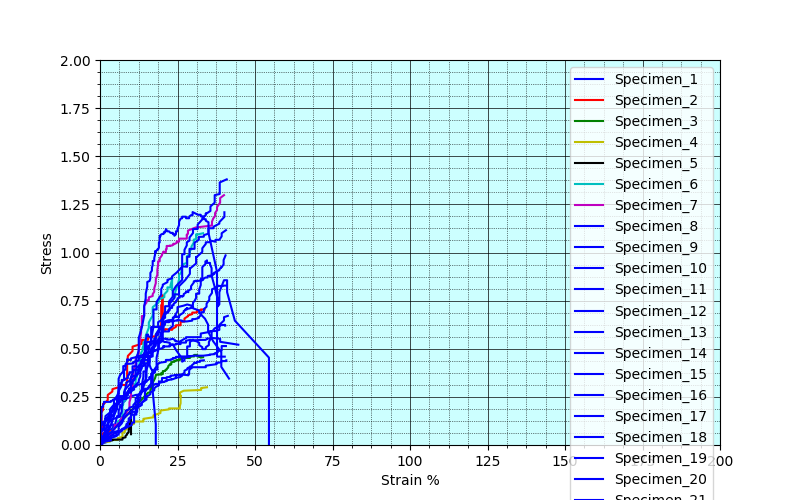 2.00
1.75
1.50
1.25
1.00
0.75
0.50
0.25
0.00
Stress
0 25 50 75 100 125 150 175 200
Strain %
Specimen_1
Specimen_2
Specimen_3
Specimen_4
Specimen_5
Specimen_6
Specimen_7
Specimen_8
Specimen_9
Specimen_10
Specimen_11
Specimen_12
Specimen_13
Specimen_14
Specimen_15
Specimen_16
Specimen_17
Specimen_18
Specimen_19
Specimen_20
Specimen_21